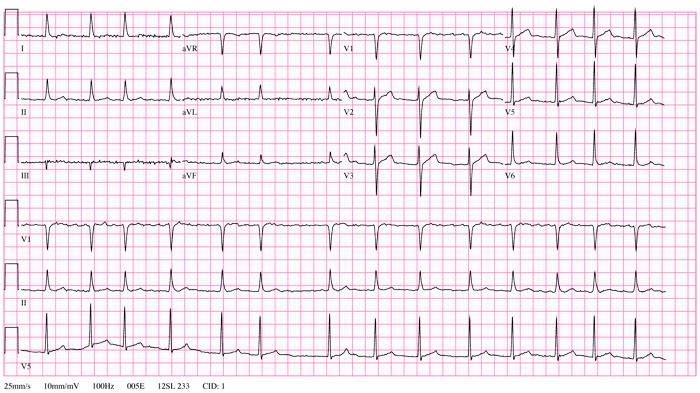 I aVR V1 V4
II aVL V2 V5
III aVF V3 V6
V1
II
V5
25mm/s 10mm/mV 100Hz 005E 12SL 233 CID: 1